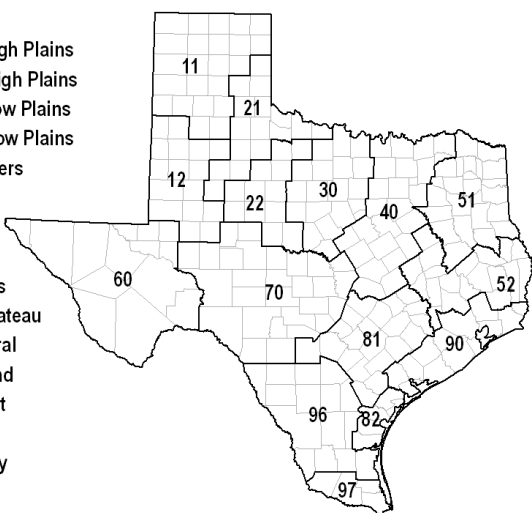 gh Plains
igh Plains
ow Plains
ow Plains
ers
s
ateau
ral
nd
t
y
11
21
12
22
30
40
51
60
70
52
81
90
96
82
97